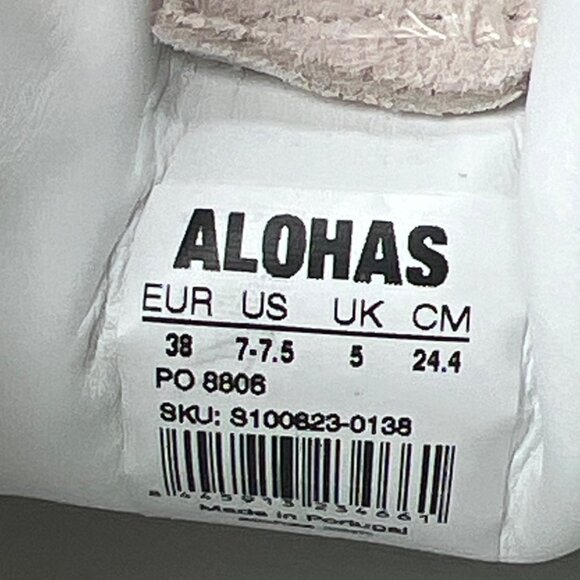 ALOHAS
EUR US UK CM
38 7-7.5 5 24.4
PO 8806
SKU: S100823-0138
Made in Portugal